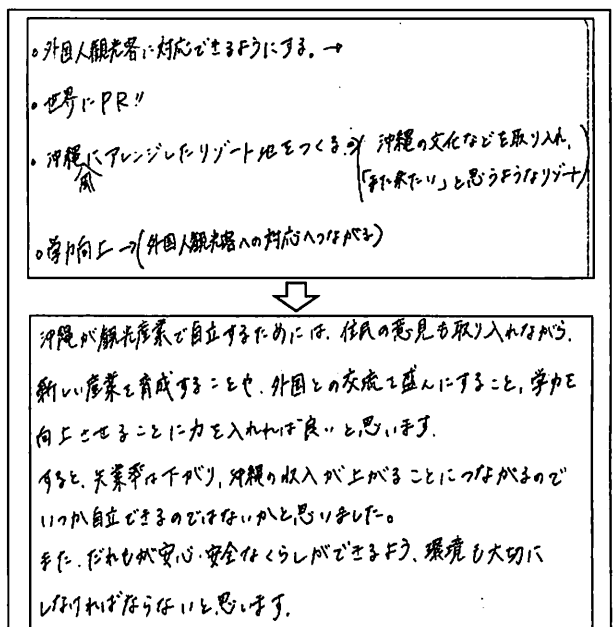 。外国人観光客に対応できるようにする。→
。世界にPR!!
。沖縄風にアレンジしたリゾート地をつくる。⇒(沖縄の文化などを取り入れ、
「また来たい」と思うようなリゾート)
。学力向上→(外国人観光客への対応へつながる)
沖縄が観光産業で自立するためには、住民の意見も取り入れながら、
新しい産業を育成することや、外国との交流を盛んにすること、学力を
向上させることに力を入れれば良いと思います。
すると、失業率は下がり、沖縄の収入が上がることにつながるので
いつか自立できるのではないかと思いました。
また、だれもが安心・安全なくらしができるよう、環境も大切に
しなければならないと思います。